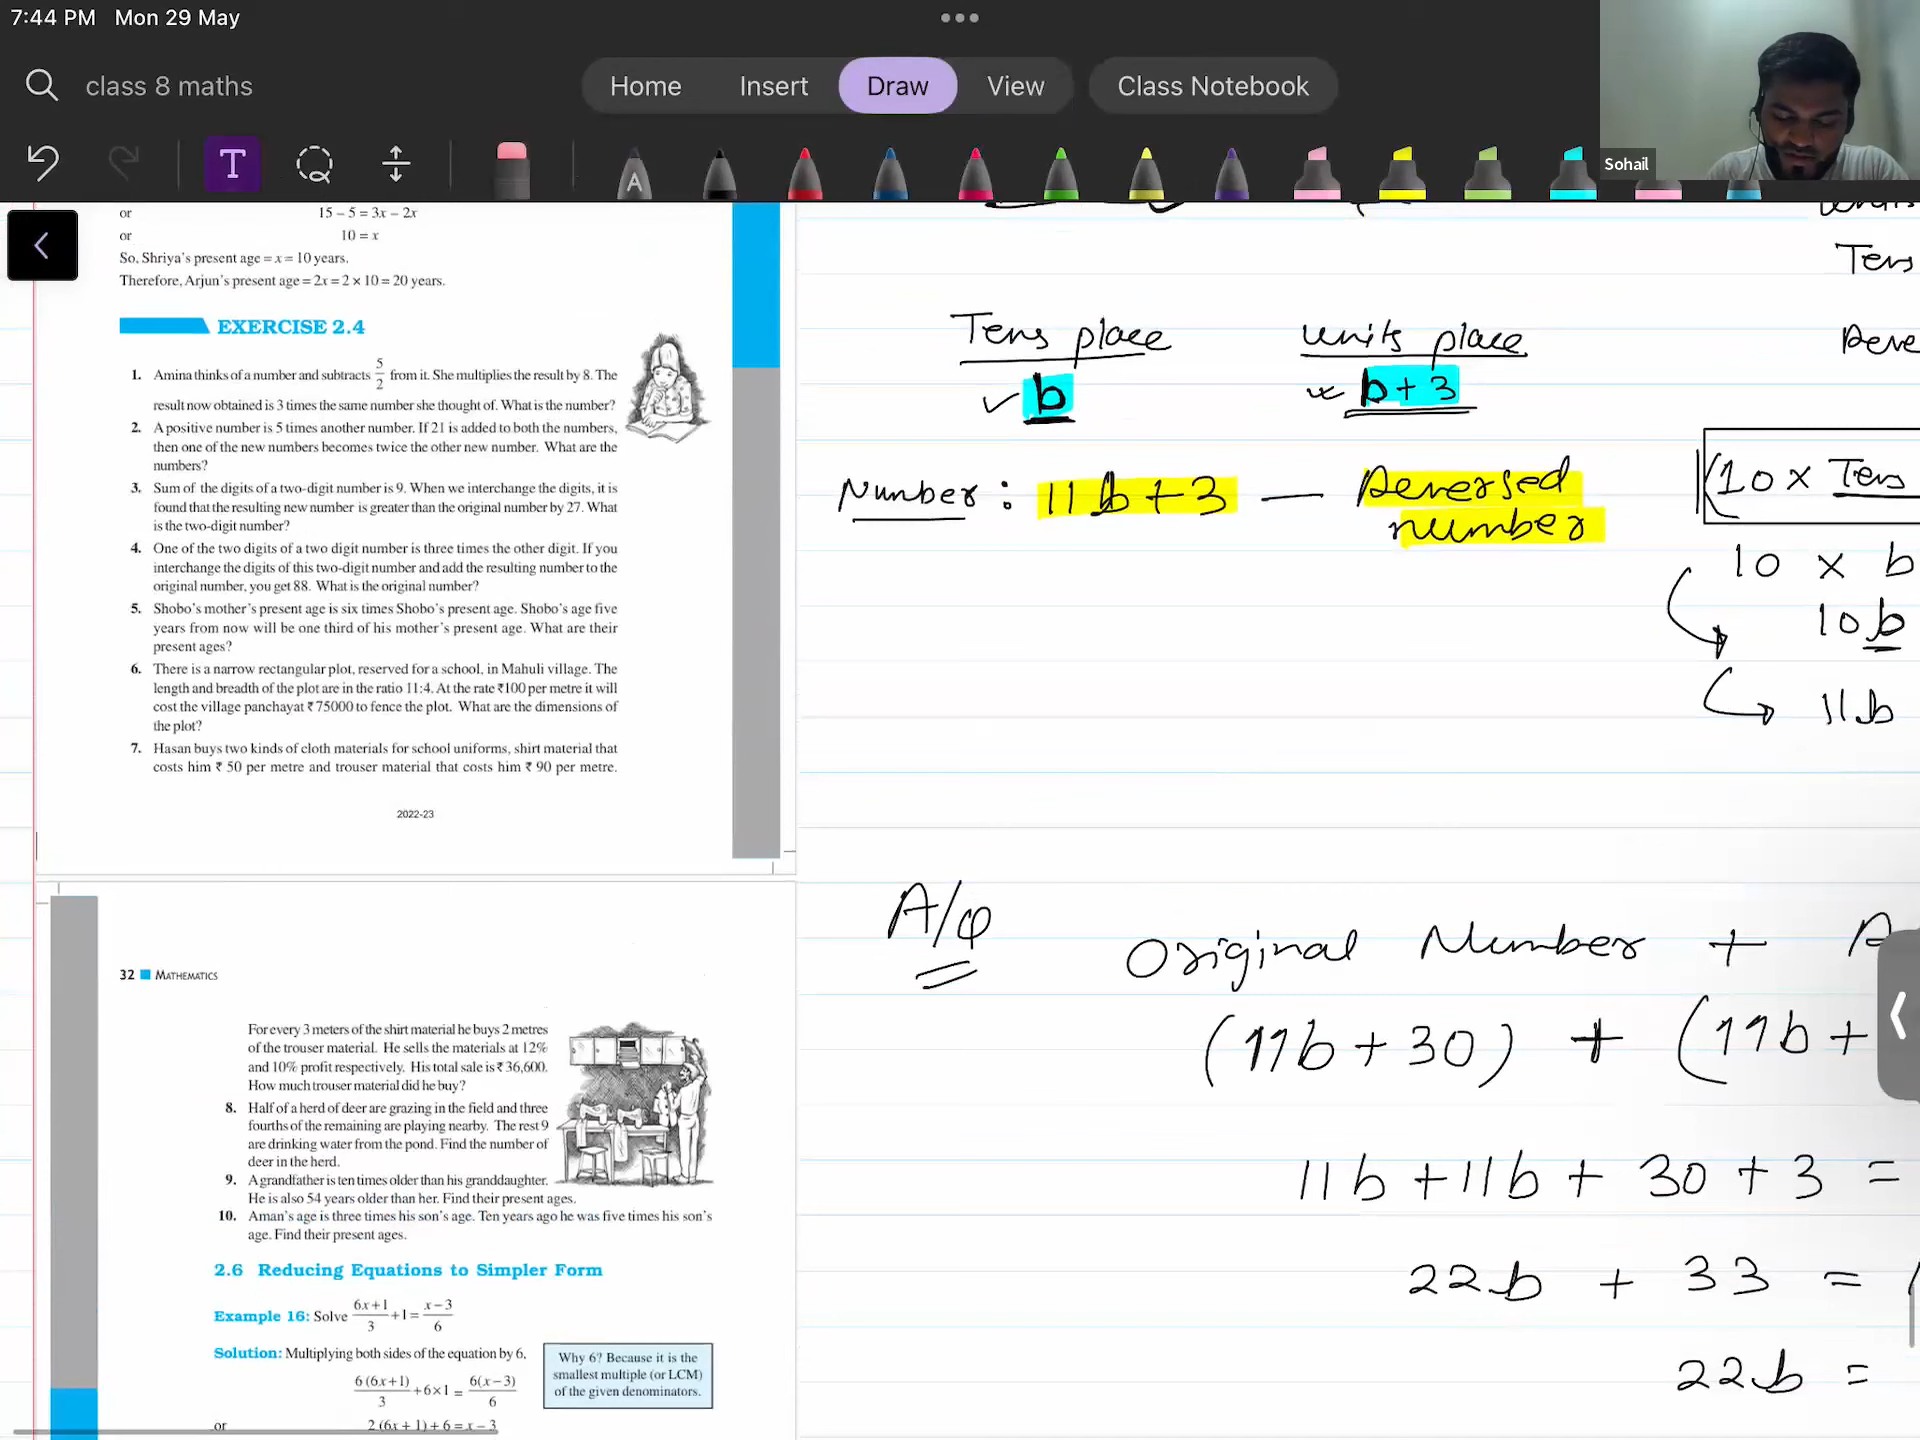 7:44 PM Mon 29 May
class 8 maths
Home Insert Draw View Class Notebook
T
A
Sohail
or 15 – 5 = 3x – 2x
or 10 = x
So, Shriya's present age = x = 10 years.
Therefore, Arjun's present age = 2x = 2 × 10 = 20 years.
EXERCISE 2.4
1. Amina thinks of a number and subtracts 5/2 from it. She multiplies the result by 8. The
result now obtained is 3 times the same number she thought of. What is the number?
2. A positive number is 5 times another number. If 21 is added to both the numbers,
then one of the new numbers becomes twice the other new number. What are the
numbers?
3. Sum of the digits of a two-digit number is 9. When we interchange the digits, it is
found that the resulting new number is greater than the original number by 27. What
is the two-digit number?
4. One of the two digits of a two digit number is three times the other digit. If you
interchange the digits of this two-digit number and add the resulting number to the
original number, you get 88. What is the original number?
5. Shobo's mother's present age is six times Shobo's present age. Shobo's age five
years from now will be one third of his mother's present age. What are their
present ages?
6. There is a narrow rectangular plot, reserved for a school, in Mahuli village. The
length and breadth of the plot are in the ratio 11:4. At the rate ₹100 per metre it will
cost the village panchayat ₹ 75000 to fence the plot. What are the dimensions of
the plot?
7. Hasan buys two kinds of cloth materials for school uniforms, shirt material that
costs him ₹ 50 per metre and trouser material that costs him ₹ 90 per metre.
2022-23
32 MATHEMATICS
For every 3 meters of the shirt material he buys 2 metres
of the trouser material. He sells the materials at 12%
and 10% profit respectively. His total sale is ₹ 36,600.
How much trouser material did he buy?
8. Half of a herd of deer are grazing in the field and three
fourths of the remaining are playing nearby. The rest 9
are drinking water from the pond. Find the number of
deer in the herd.
9. A grandfather is ten times older than his granddaughter.
He is also 54 years older than her. Find their present ages.
10. Aman's age is three times his son's age. Ten years ago he was five times his son's
age. Find their present ages.
2.6 Reducing Equations to Simpler Form
Example 16: Solve (6x+1)/3 + 1 = (x–3)/6
Solution: Multiplying both sides of the equation by 6,
6(6x+1)/3 + 6×1 = 6(x–3)/6
or 2 (6x + 1) + 6 = x – 3
Why 6? Because it is the
smallest multiple (or LCM)
of the given denominators.
Tens place units place
b b + 3
Number : 11b + 3 — Reversed
number
Tens
(10 × Tens
10 × b
10b
11b
A/Q
Original Number +
(11b + 30) + (11b +
11b + 11b + 30 + 3 =
22b + 33 =
22b =